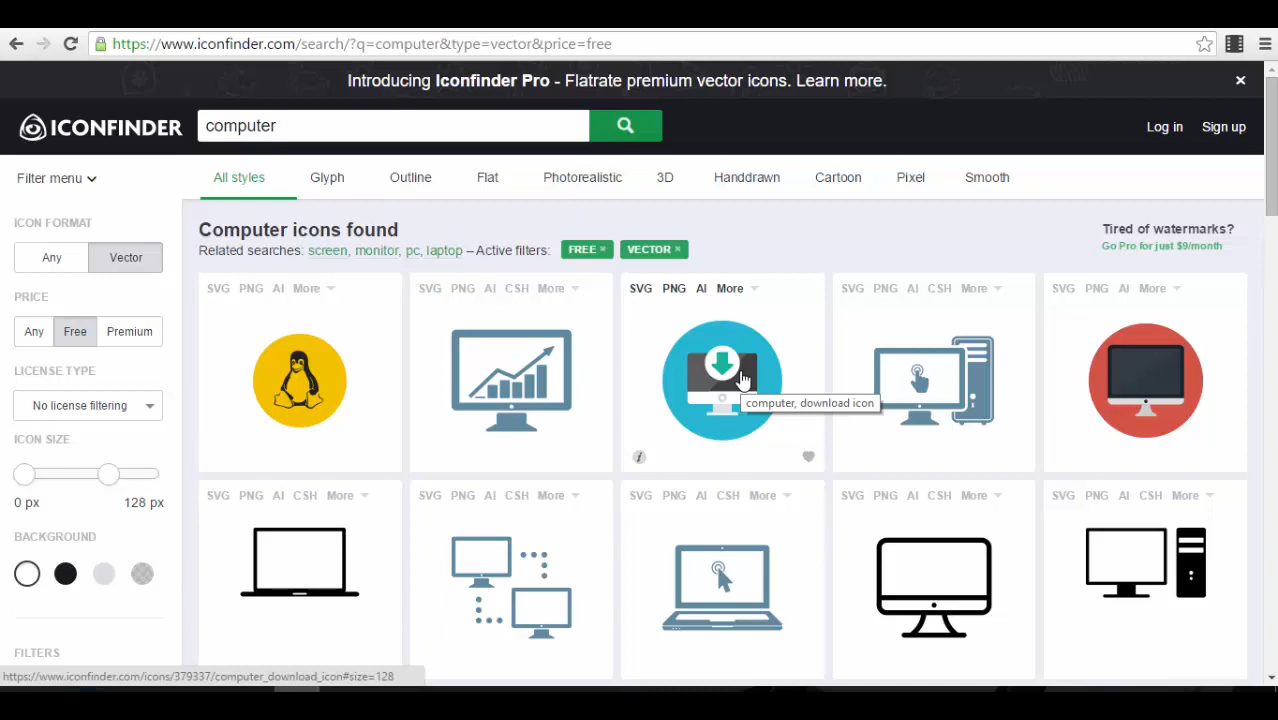 https://www.iconfinder.com/search/?q=computer&type=vector&price=free
Introducing Iconfinder Pro - Flatrate premium vector icons. Learn more.
ICONFINDER
computer
Log in Sign up
Filter menu
All styles Glyph Outline Flat Photorealistic 3D Handdrawn Cartoon Pixel Smooth
ICON FORMAT
Any Vector
PRICE
Any Free Premium
LICENSE TYPE
No license filtering
ICON SIZE
0 px 128 px
BACKGROUND
FILTERS
Computer icons found
Related searches: screen, monitor, pc, laptop – Active filters: FREE × VECTOR ×
Tired of watermarks?
Go Pro for just $9/month
SVG PNG AI More
SVG PNG AI CSH More
SVG PNG AI More
SVG PNG AI CSH More
SVG PNG AI More
computer, download icon
SVG PNG AI CSH More
SVG PNG AI CSH More
SVG PNG AI CSH More
SVG PNG AI CSH More
SVG PNG AI CSH More
https://www.iconfinder.com/icons/379337/computer_download_icon#size=128